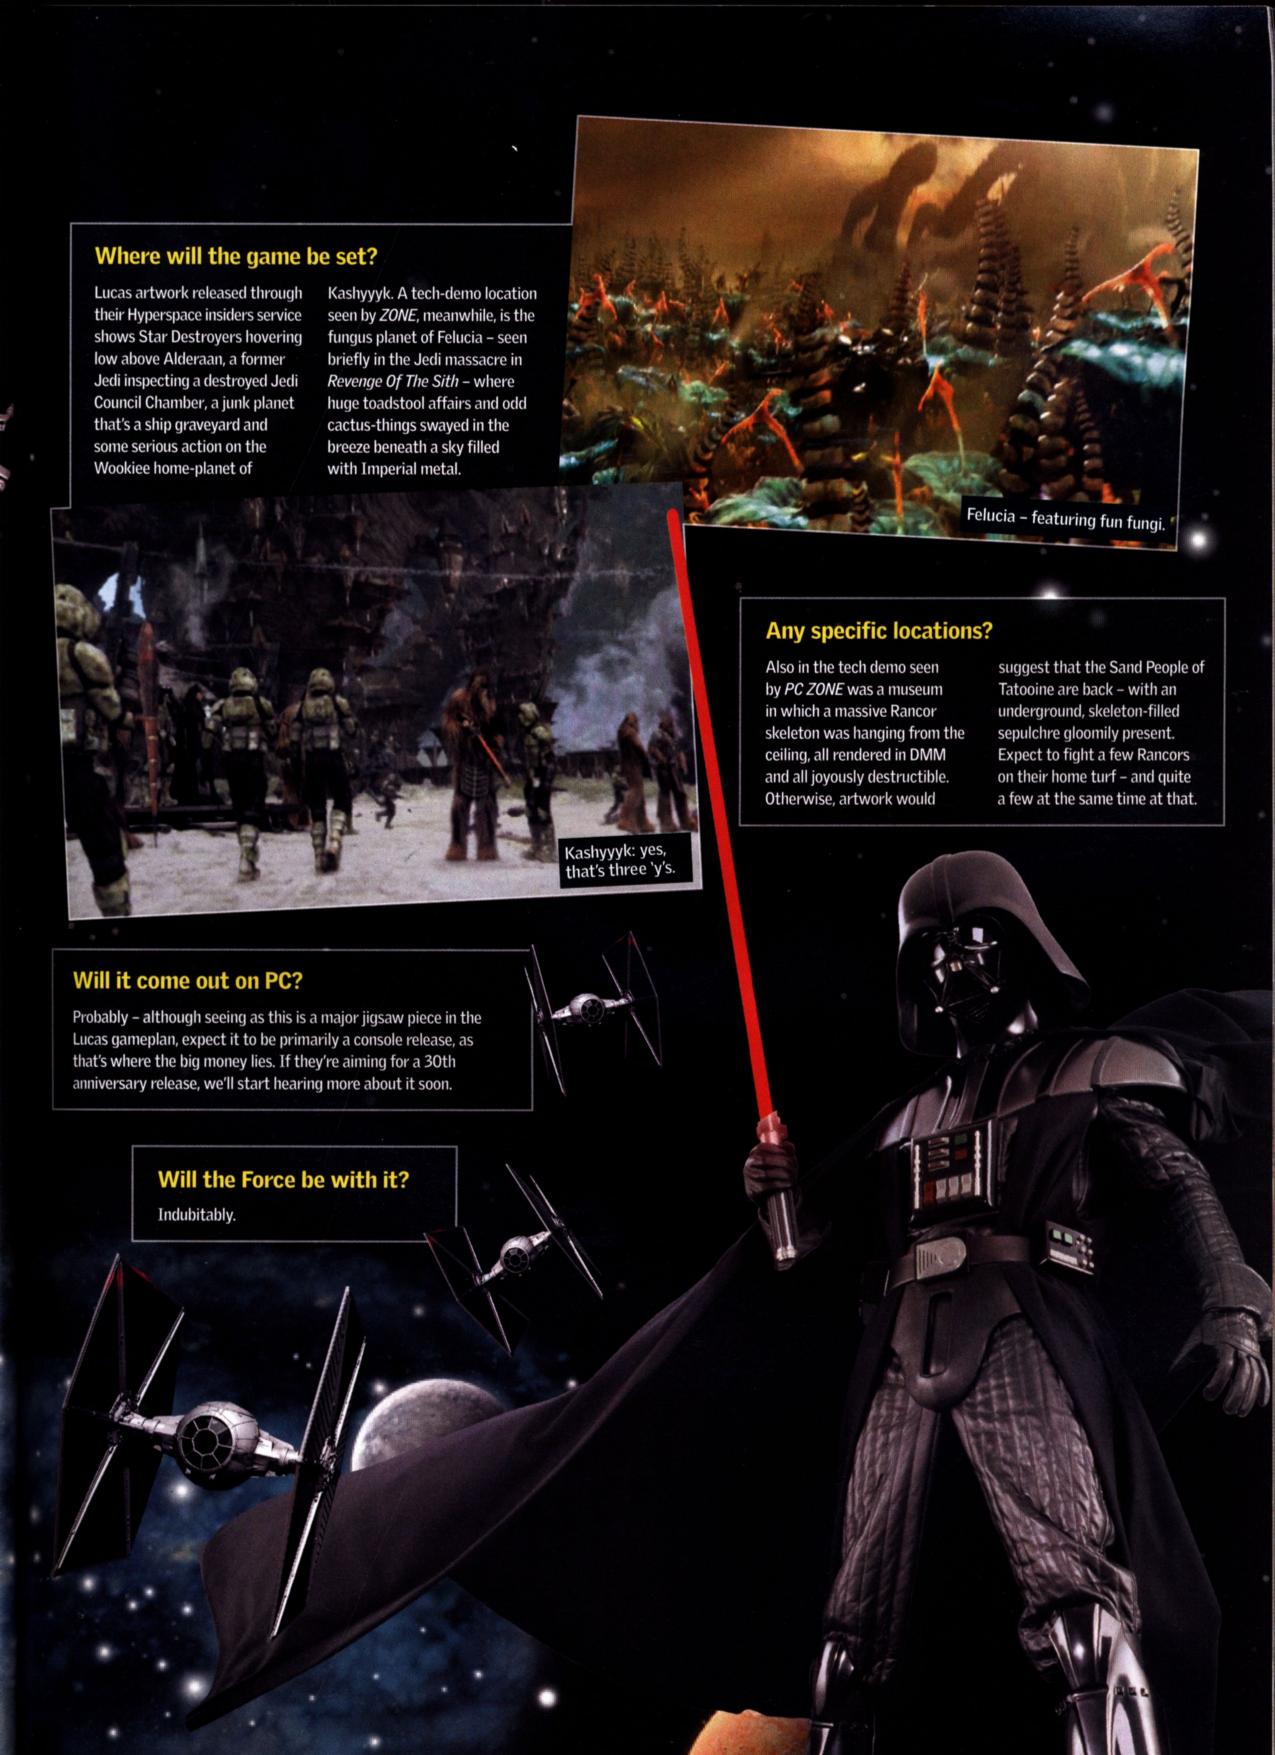 Where will the game be set?
Lucas artwork released through
their Hyperspace insiders service
shows Star Destroyers hovering
low above Alderaan, a former
Jedi inspecting a destroyed Jedi
Council Chamber, a junk planet
that's a ship graveyard and
some serious action on the
Wookiee home-planet of
Kashyyyk. A tech-demo location
seen by ZONE, meanwhile, is the
fungus planet of Felucia – seen
briefly in the Jedi massacre in
Revenge Of The Sith – where
huge toadstool affairs and odd
cactus-things swayed in the
breeze beneath a sky filled
with Imperial metal.
Felucia – featuring fun fungi.
Kashyyyk: yes,
that's three 'y's.
Any specific locations?
Also in the tech demo seen
by PC ZONE was a museum
in which a massive Rancor
skeleton was hanging from the
ceiling, all rendered in DMM
and all joyously destructible.
Otherwise, artwork would
suggest that the Sand People of
Tatooine are back – with an
underground, skeleton-filled
sepulchre gloomily present.
Expect to fight a few Rancors
on their home turf – and quite
a few at the same time at that.
Will it come out on PC?
Probably – although seeing as this is a major jigsaw piece in the
Lucas gameplan, expect it to be primarily a console release, as
that's where the big money lies. If they're aiming for a 30th
anniversary release, we'll start hearing more about it soon.
Will the Force be with it?
Indubitably.